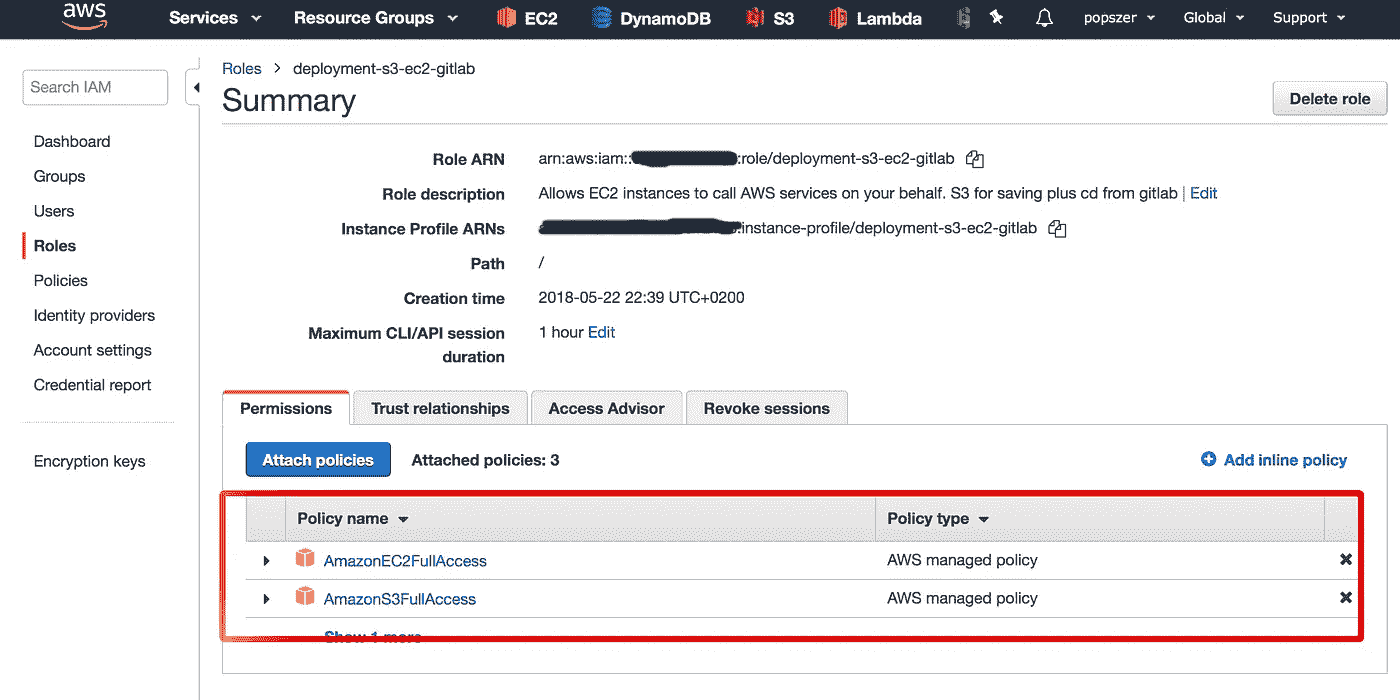 aws Services Resource Groups EC2 DynamoDB S3 Lambda popszer Global Support
Search IAM
Dashboard
Groups
Users
Roles
Policies
Identity providers
Account settings
Credential report
Encryption keys
Roles > deployment-s3-ec2-gitlab
Summary
Delete role
Role ARN arn:aws:iam:: :role/deployment-s3-ec2-gitlab
Role description Allows EC2 instances to call AWS services on your behalf. S3 for saving plus cd from gitlab | Edit
Instance Profile ARNs :instance-profile/deployment-s3-ec2-gitlab
Path /
Creation time 2018-05-22 22:39 UTC+0200
Maximum CLI/API session 1 hour Edit
duration
Permissions Trust relationships Access Advisor Revoke sessions
Attach policies Attached policies: 3 Add inline policy
Policy name Policy type
AmazonEC2FullAccess AWS managed policy
AmazonS3FullAccess AWS managed policy
Show 1 more